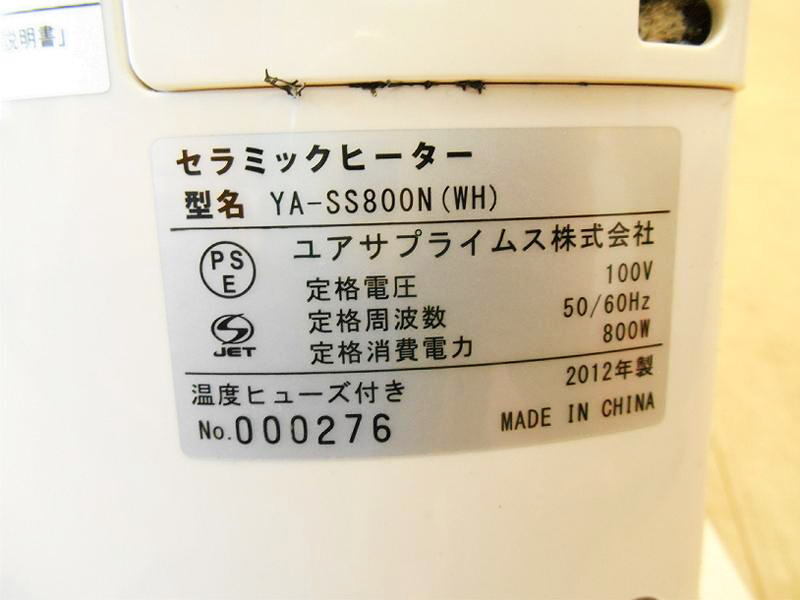 説明書」
セラミックヒーター
型名 YA-SS800N(WH)
PS
E
ユアサプライムス株式会社
定格電圧 100V
定格周波数 50/60Hz
定格消費電力 800W
JET
温度ヒューズ付き 2012年製
No.000276 MADE IN CHINA